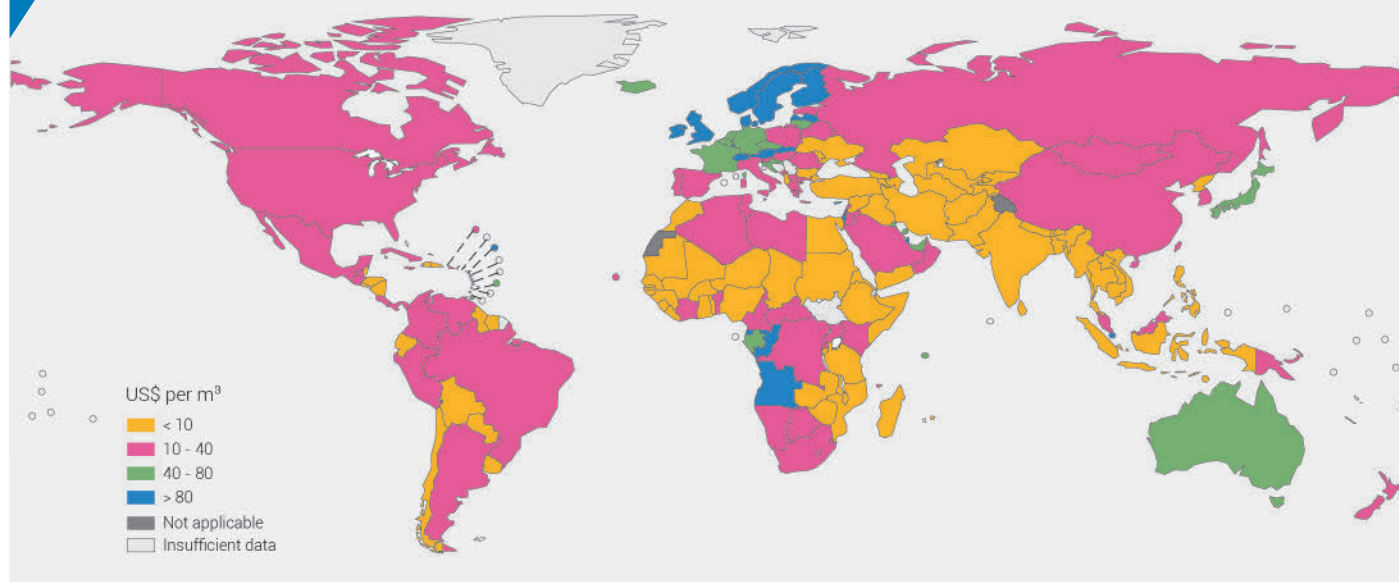 US$ per m³
< 10
10 - 40
40 - 80
> 80
Not applicable
Insufficient data